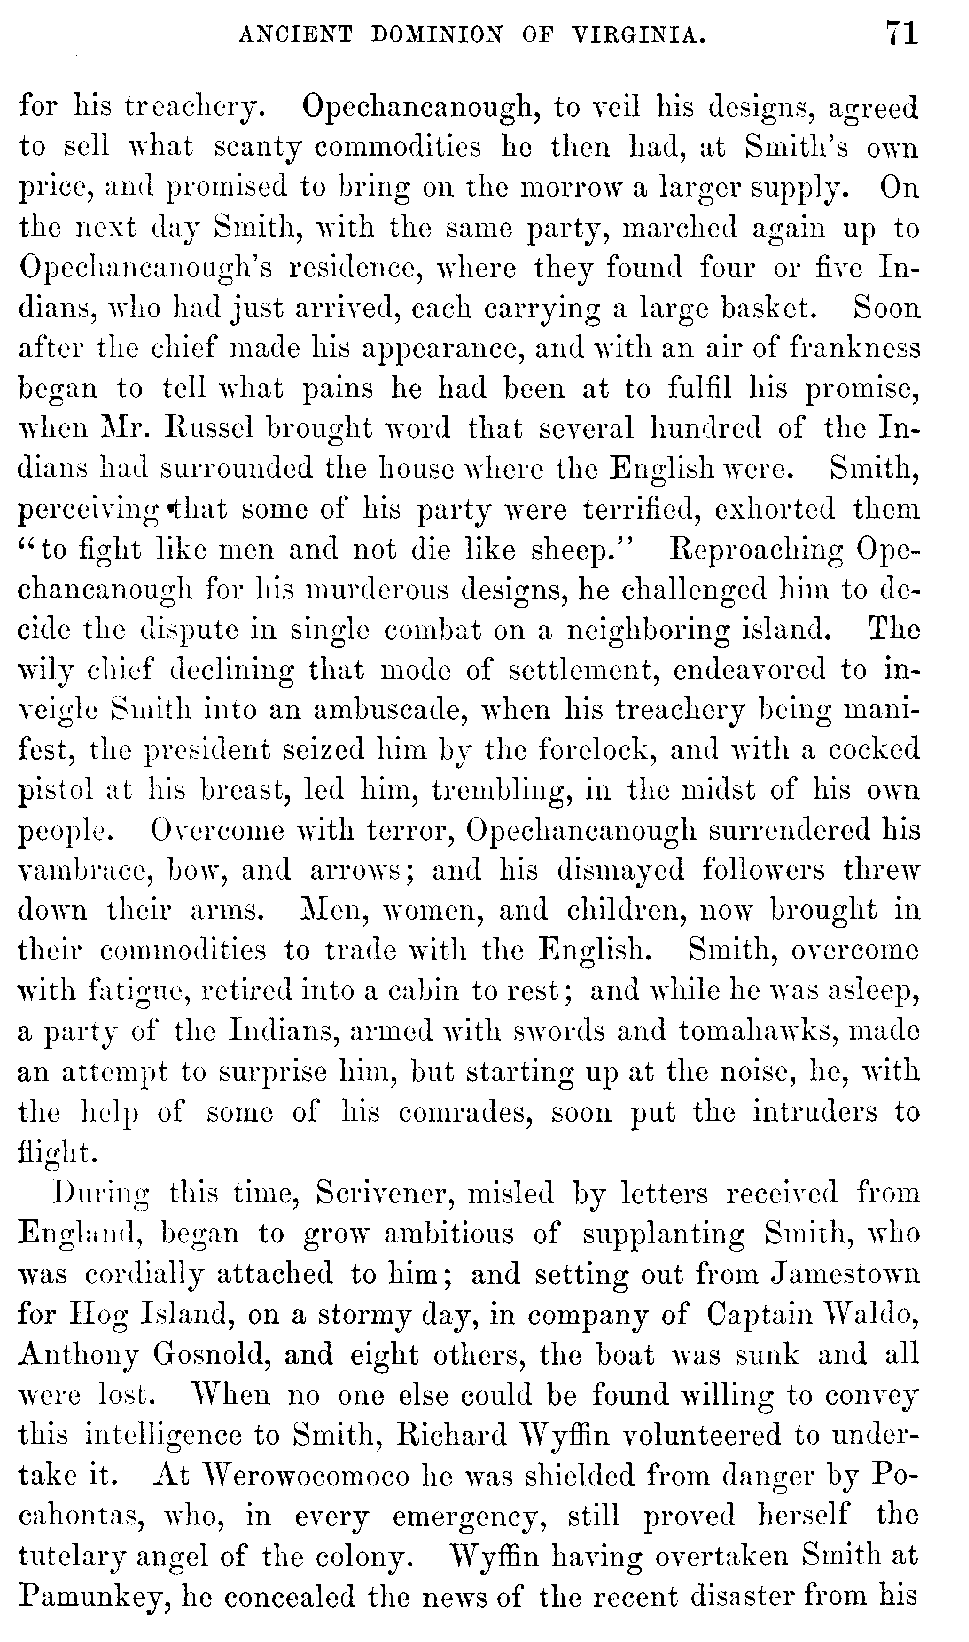 ANCIENT DOMINION OF VIRGINIA. 71
for his treachery. Opechancanough, to veil his designs, agreed
to sell what scanty commodities he then had, at Smith's own
price, and promised to bring on the morrow a larger supply. On
the next day Smith, with the same party, marched again up to
Opechancanough's residence, where they found four or five In-
dians, who had just arrived, each carrying a large basket. Soon
after the chief made his appearance, and with an air of frankness
began to tell what pains he had been at to fulfil his promise,
when Mr. Russel brought word that several hundred of the In-
dians had surrounded the house where the English were. Smith,
perceiving that some of his party were terrified, exhorted them
"to fight like men and not die like sheep." Reproaching Ope-
chancanough for his murderous designs, he challenged him to de-
cide the dispute in single combat on a neighboring island. The
wily chief declining that mode of settlement, endeavored to in-
veigle Smith into an ambuscade, when his treachery being mani-
fest, the president seized him by the forelock, and with a cocked
pistol at his breast, led him, trembling, in the midst of his own
people. Overcome with terror, Opechancanough surrendered his
vambrace, bow, and arrows; and his dismayed followers threw
down their arms. Men, women, and children, now brought in
their commodities to trade with the English. Smith, overcome
with fatigue, retired into a cabin to rest; and while he was asleep,
a party of the Indians, armed with swords and tomahawks, made
an attempt to surprise him, but starting up at the noise, he, with
the help of some of his comrades, soon put the intruders to
flight.
During this time, Scrivener, misled by letters received from
England, began to grow ambitious of supplanting Smith, who
was cordially attached to him; and setting out from Jamestown
for Hog Island, on a stormy day, in company of Captain Waldo,
Anthony Gosnold, and eight others, the boat was sunk and all
were lost. When no one else could be found willing to convey
this intelligence to Smith, Richard Wyffin volunteered to under-
take it. At Werowocomoco he was shielded from danger by Po-
cahontas, who, in every emergency, still proved herself the
tutelary angel of the colony. Wyffin having overtaken Smith at
Pamunkey, he concealed the news of the recent disaster from his